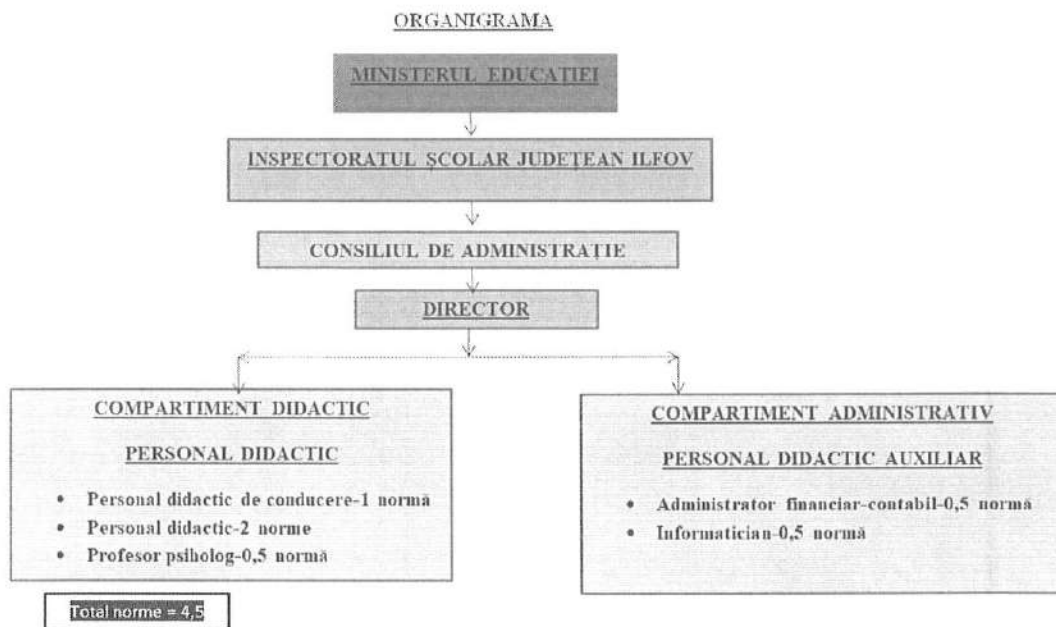 ORGANIGRAMA
MINISTERUL EDUCAȚIEI
INSPECTORATUL ȘCOLAR JUDEȚEAN ILFOV
CONSILIUL DE ADMINISTRAȚIE
DIRECTOR
COMPARTIMENT DIDACTIC
PERSONAL DIDACTIC
• Personal didactic de conducere-1 normă
• Personal didactic-2 norme
• Profesor psiholog-0,5 normă
COMPARTIMENT ADMINISTRATIV
PERSONAL DIDACTIC AUXILIAR
• Administrator financiar-contabil-0,5 normă
• Informatician-0,5 normă
Total norme = 4,5